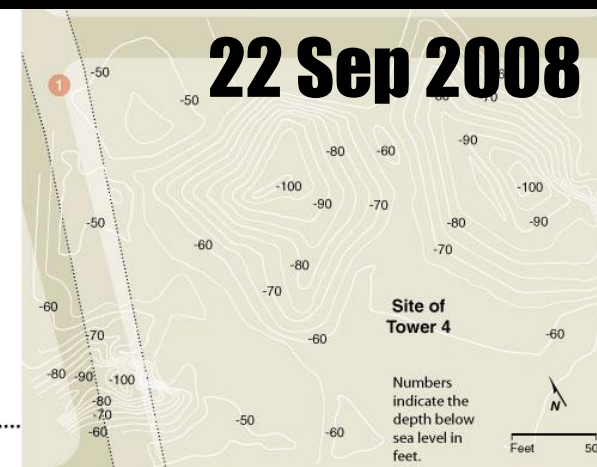 22 Sep 2008
1
-50
-50
-80 -60
-90
-70
-100
-90
-70
-100
-90
-80
-70
-50
-60
-80
-70
-60
-60
-70
-80 -90 -100
-80
-70
-60
-50
-60
-60
Site of
Tower 4
Numbers
indicate the
depth below
sea level in
feet.
N
Feet